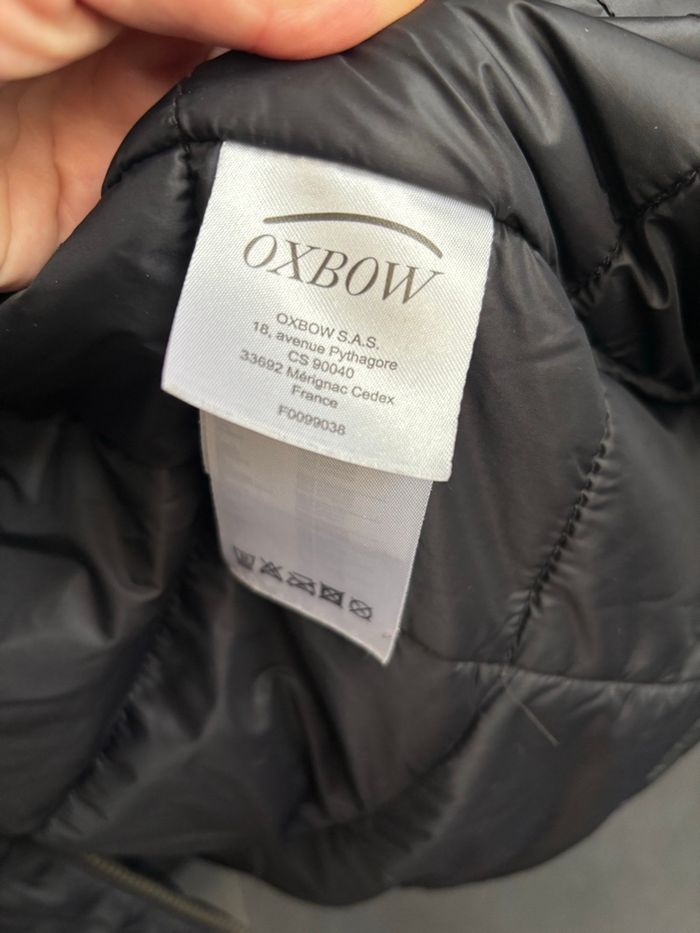 OXBOW
OXBOW S.A.S.
18, avenue Pythagore
CS 90040
33692 Mérignac Cedex
France
F0099038